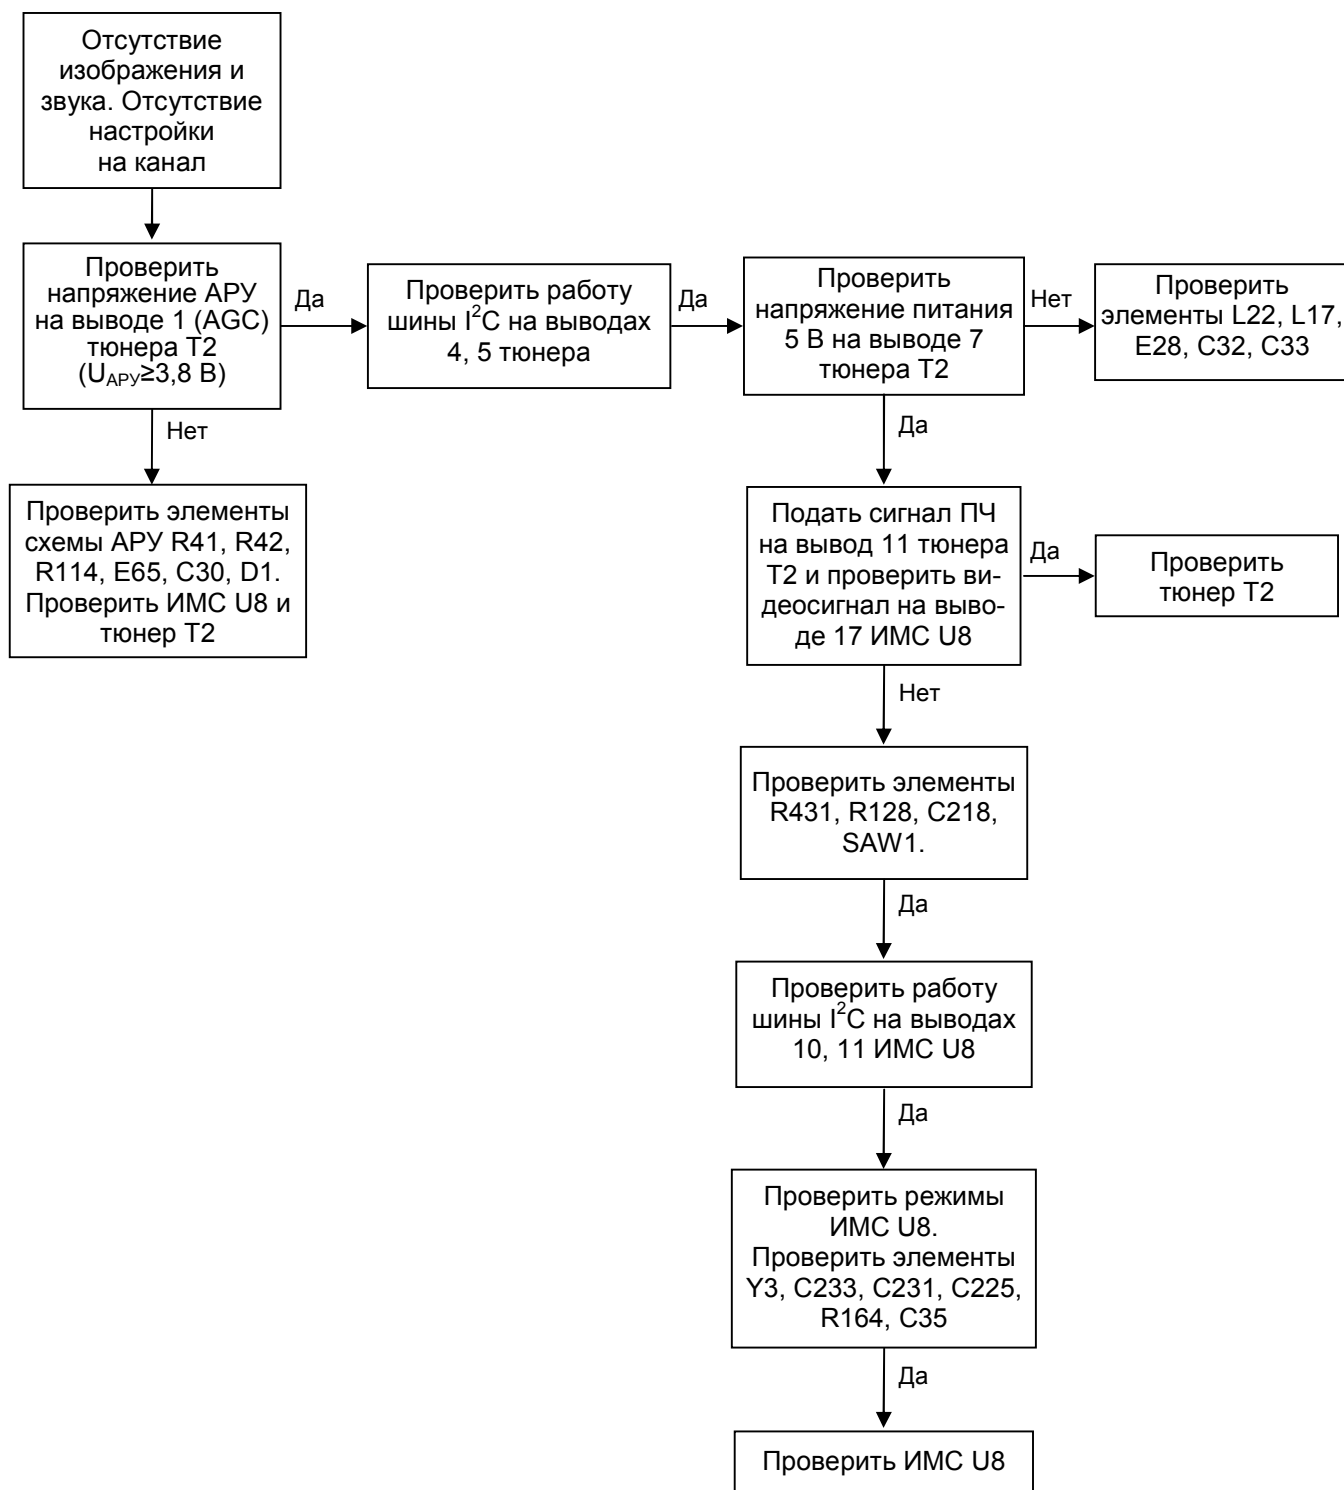 Отсутствие
изображения и
звука. Отсутствие
настройки
на канал
Проверить
напряжение АРУ
на выводе 1 (AGC)
тюнера Т2
(UАРУ≥3,8 В)
Да
Проверить работу
шины I²C на выводах
4, 5 тюнера
Да
Проверить
напряжение питания
5 В на выводе 7
тюнера Т2
Нет
Проверить
элементы L22, L17,
E28, C32, C33
Нет
Проверить элементы
схемы АРУ R41, R42,
R114, E65, C30, D1.
Проверить ИМС U8 и
тюнер Т2
Да
Подать сигнал ПЧ
на вывод 11 тюнера
Т2 и проверить ви-
деосигнал на выво-
де 17 ИМС U8
Да
Проверить
тюнер Т2
Нет
Проверить элементы
R431, R128, C218,
SAW1.
Да
Проверить работу
шины I²C на выводах
10, 11 ИМС U8
Да
Проверить режимы
ИМС U8.
Проверить элементы
Y3, C233, C231, C225,
R164, C35
Да
Проверить ИМС U8